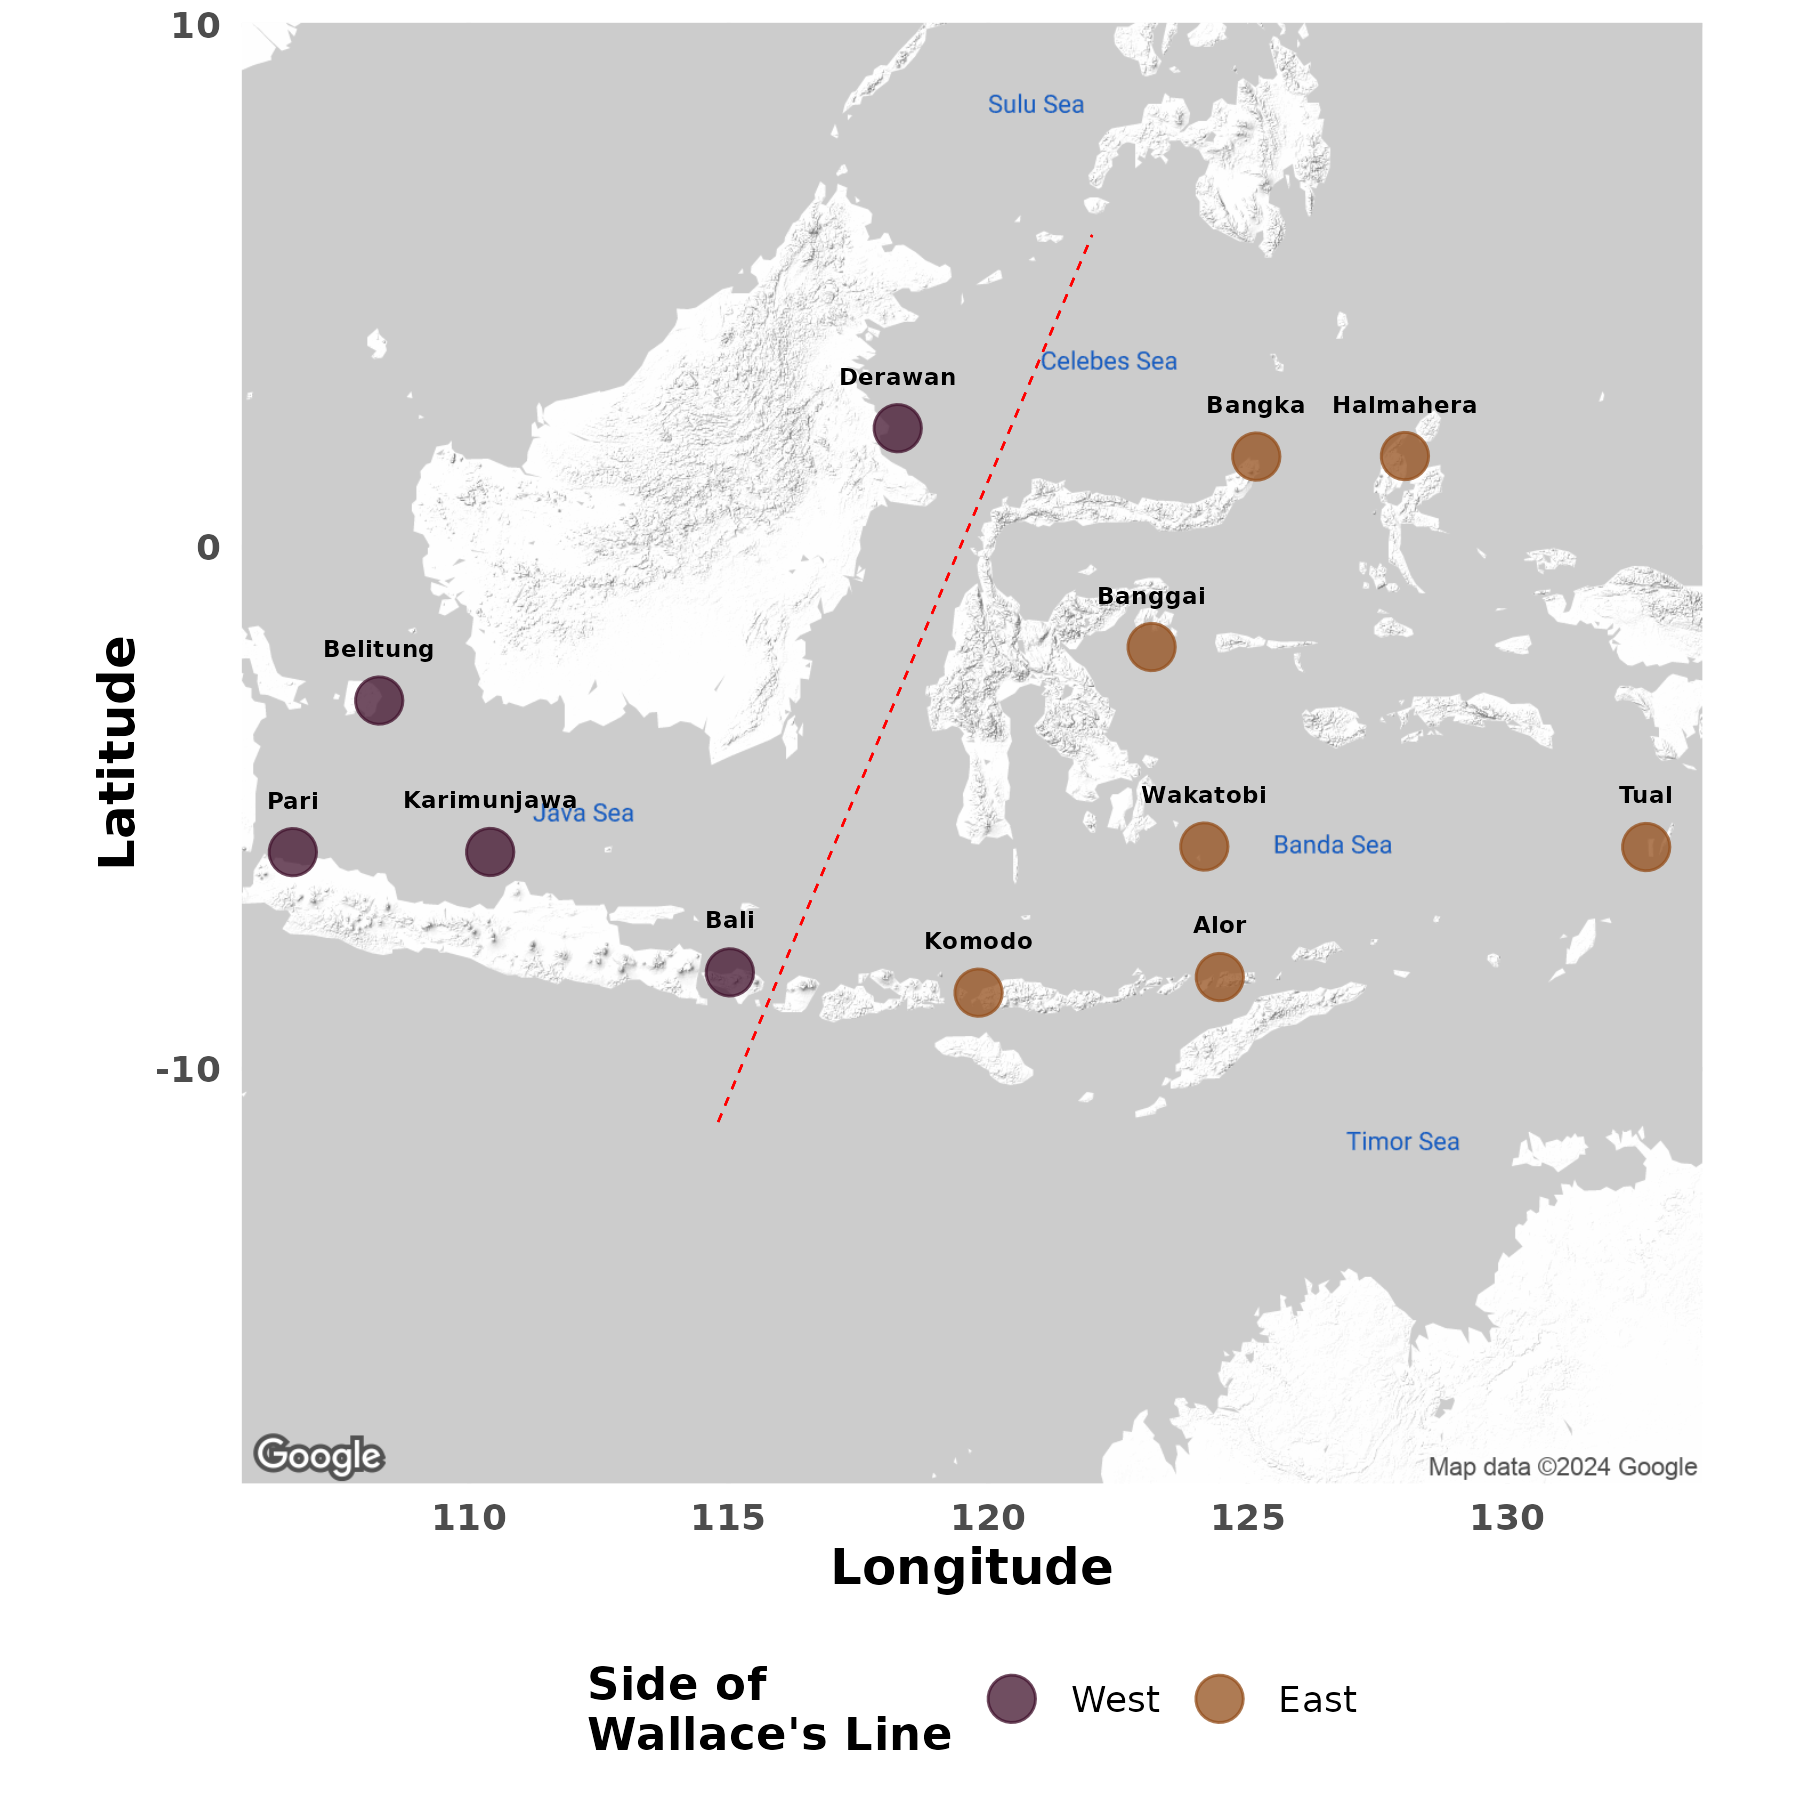 10
Sulu Sea
Celebes Sea
Derawan
Bangka
Halmahera
0
Banggai
Belitung
Latitude
Pari
Karimunjawa
Java Sea
Wakatobi
Tual
Banda Sea
Bali
Komodo
Alor
-10
Timor Sea
Google
Map data ©2024 Google
110
115
120
125
130
Longitude
Side of
Wallace's Line
West
East